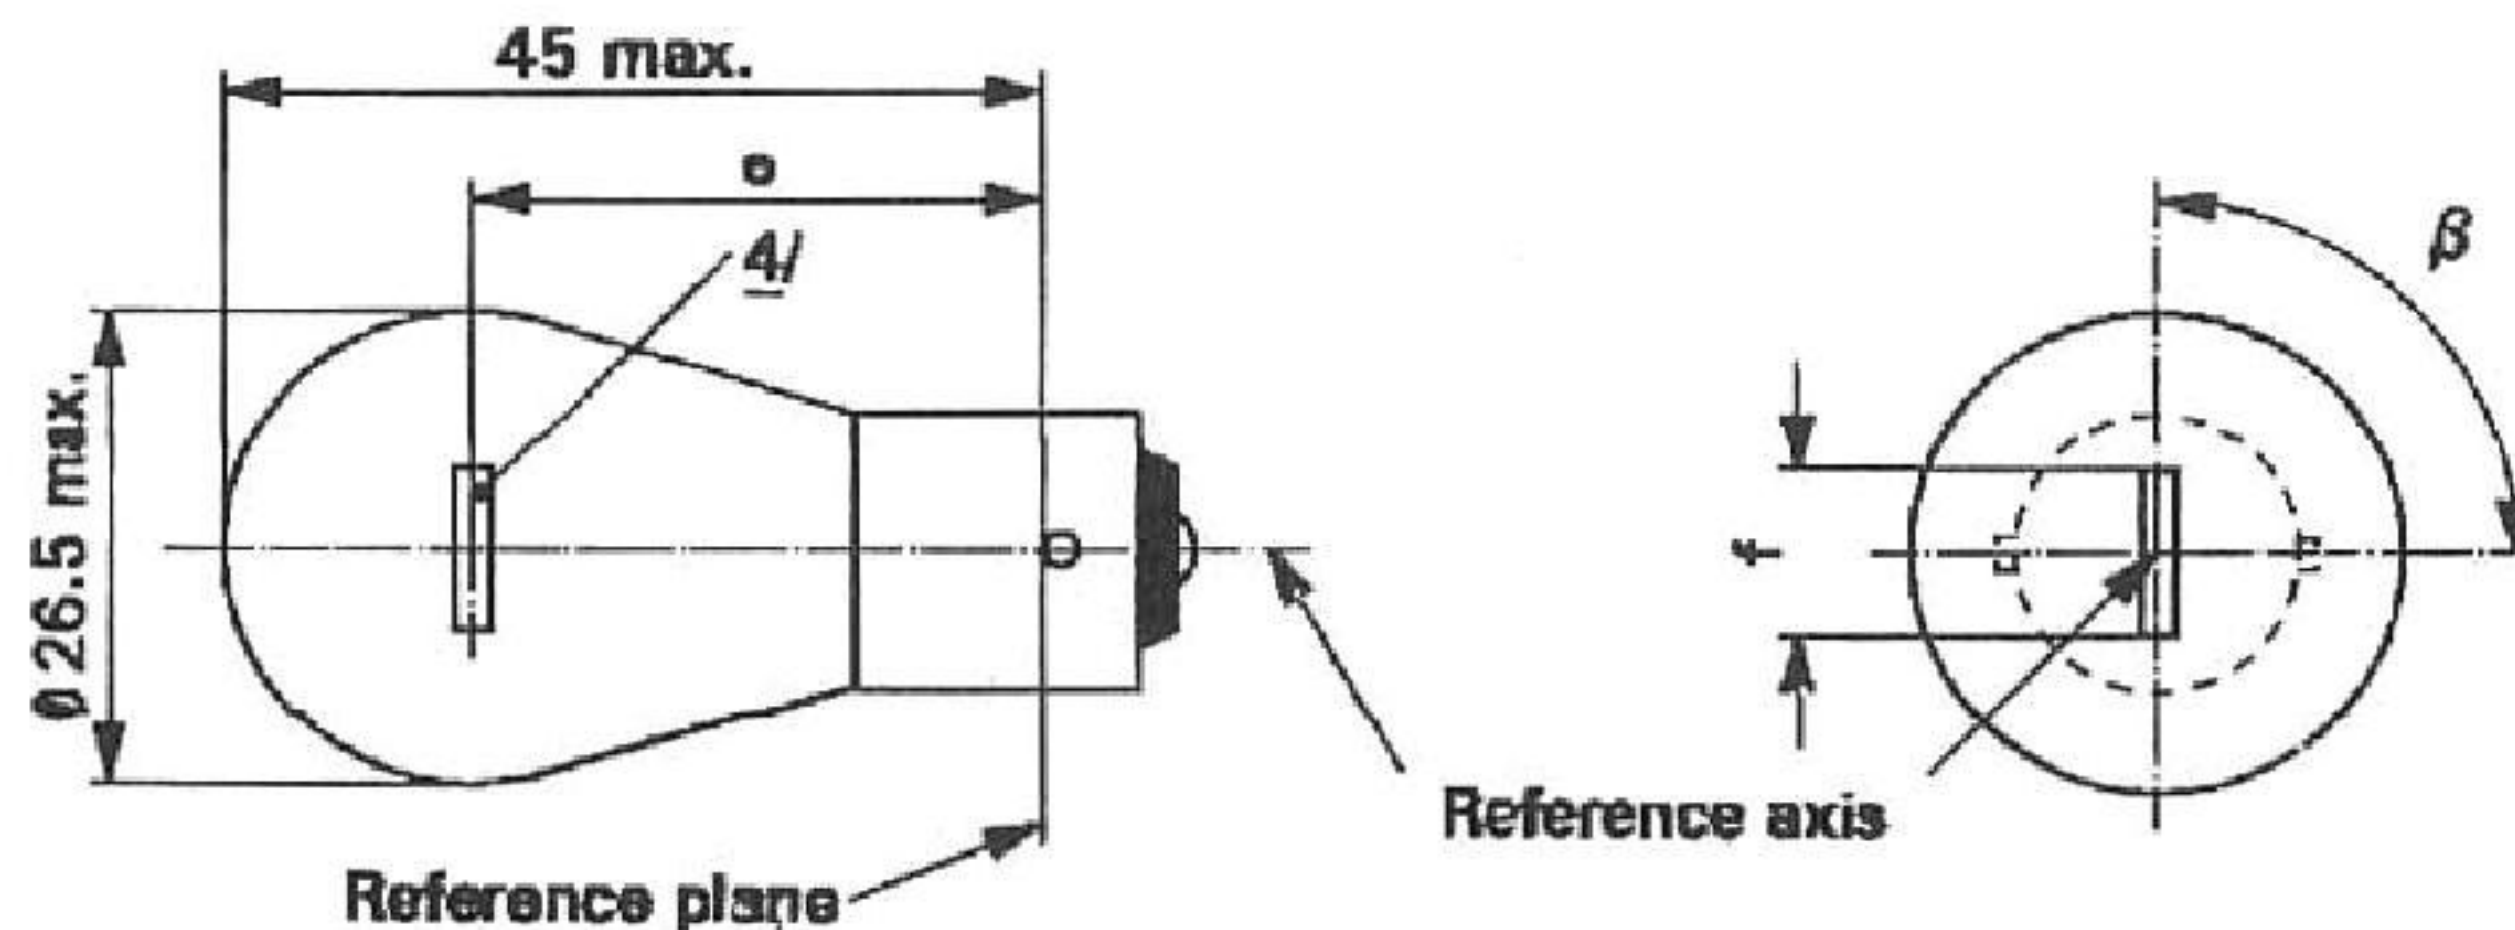 45 max.
e
4/
β
Ø 26.5 max.
f
Reference axis
Reference plane